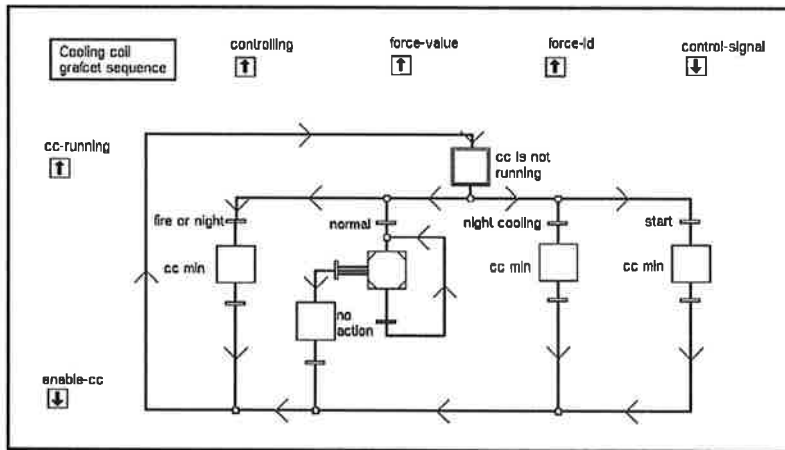 Cooling coil
grafcet sequence
controlling
force-value
force-id
control-signal
cc-running
cc is not
running
fire or night
normal
night cooling
start
cc min
cc min
cc min
no
action
enable-cc